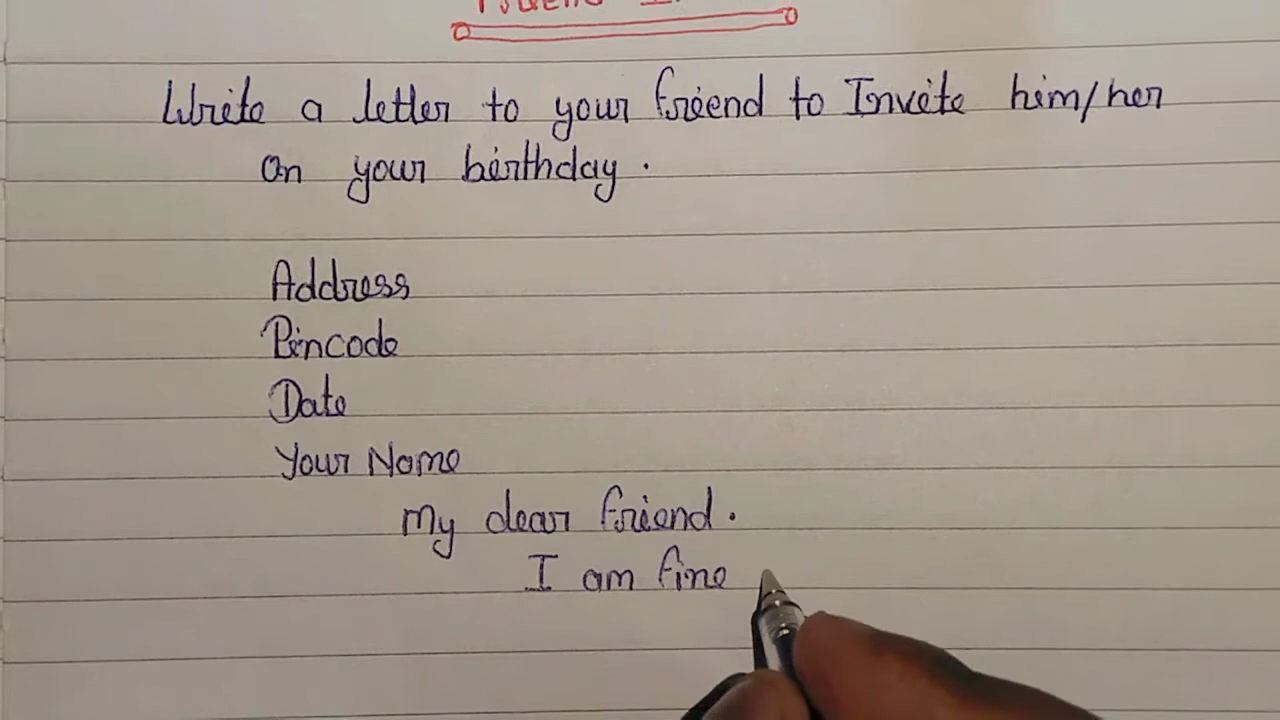 Write a letter to your friend to Invite him/her
on your birthday.
Address
Pincode
Date
Your Name
My dear friend.
I am fine